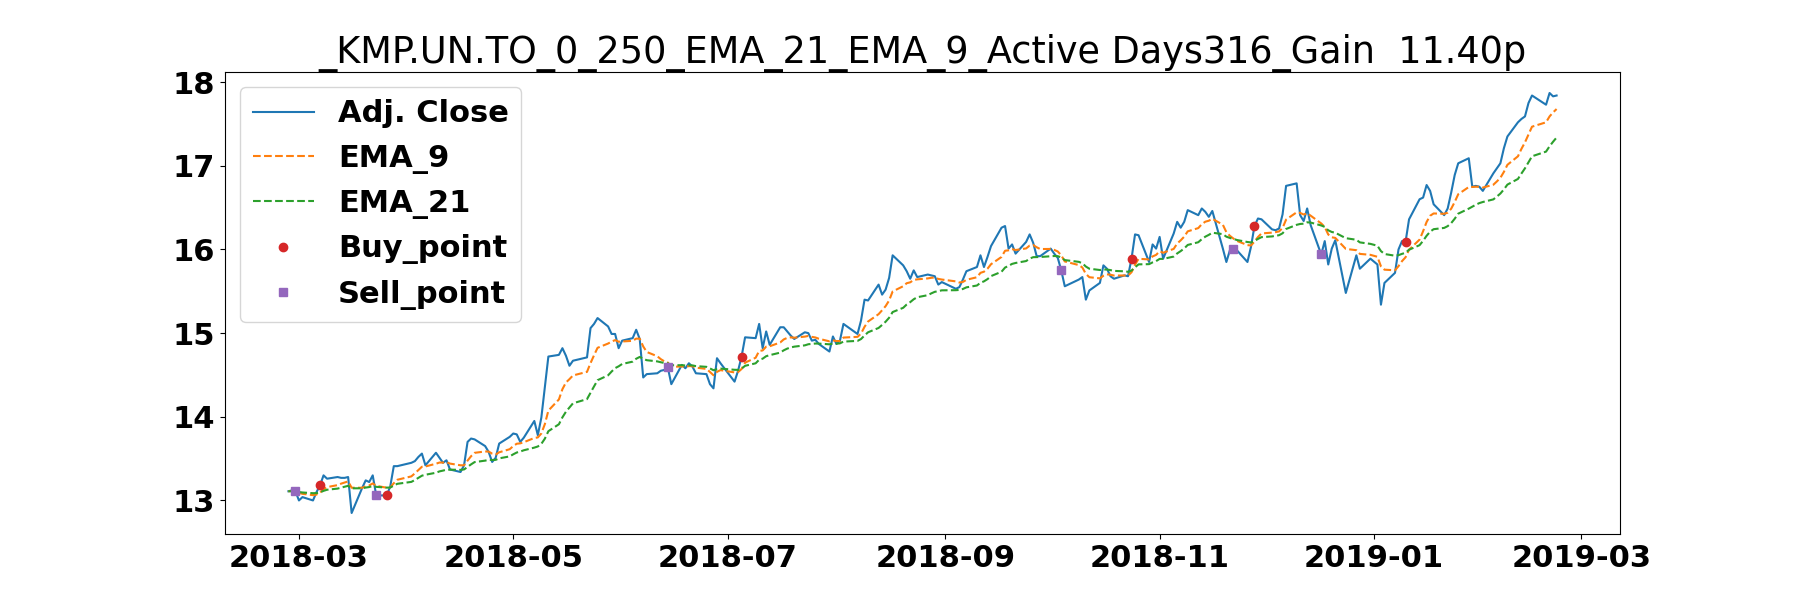 _KMP.UN.TO_0_250_EMA_21_EMA_9_Active Days316_Gain  11.40p
18
17
16
15
14
13
Adj. Close
EMA_9
EMA_21
Buy_point
Sell_point
2018-03 2018-05 2018-07 2018-09 2018-11 2019-01 2019-03